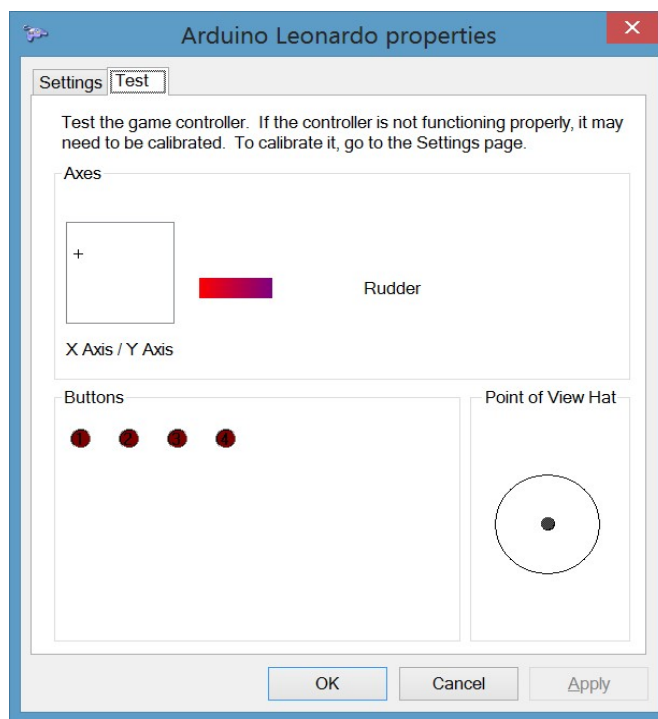 Arduino Leonardo properties
Settings Test
Test the game controller. If the controller is not functioning properly, it may
need to be calibrated. To calibrate it, go to the Settings page.
Axes
+
Rudder
X Axis / Y Axis
Buttons
1 2 3 4
Point of View Hat
OK Cancel Apply